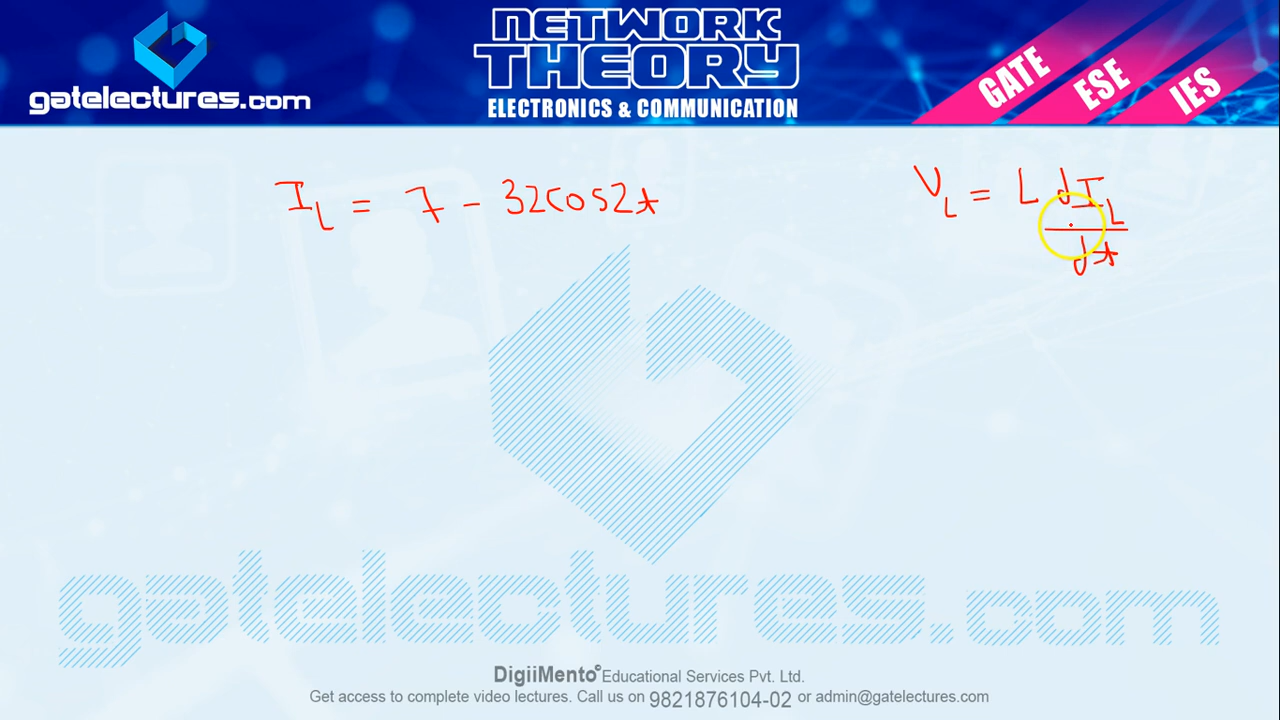 NETWORK
THEORY
ELECTRONICS & COMMUNICATION
gatelectures.com
GATE
ESE
IES
I_L = 7 - 32cos2t
V_L = L dI_L/dt
gatelectures.com
DigiiMento© Educational Services Pvt. Ltd.
Get access to complete video lectures. Call us on 9821876104-02 or admin@gatelectures.com